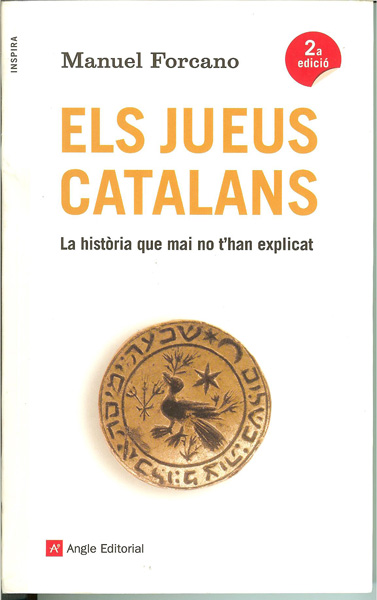 INSPIRA
Manuel Forcano
2a
edició
ELS JUEUS
CATALANS
La història que mai no t'han explicat
Angle Editorial